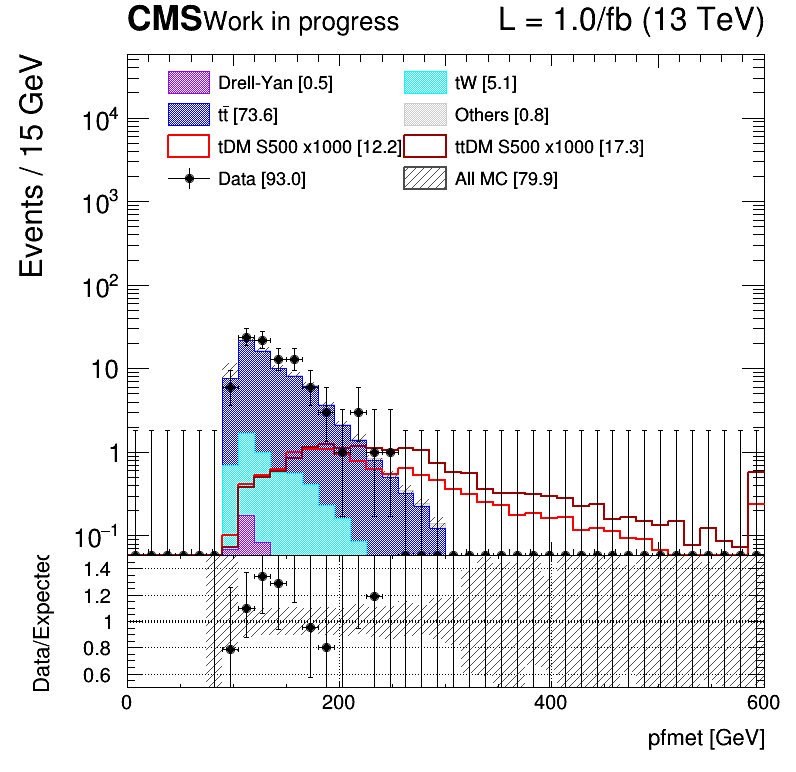 CMS Work in progress L = 1.0/fb (13 TeV)
Events / 15 GeV
Drell-Yan [0.5] tW [5.1]
tt̄ [73.6] Others [0.8]
tDM S500 x1000 [12.2] ttDM S500 x1000 [17.3]
Data [93.0] All MC [79.9]
10⁴
10³
10²
10
1
10⁻¹
Data/Expected
1.4
1.2
1
0.8
0.6
0 200 400 600
pfmet [GeV]